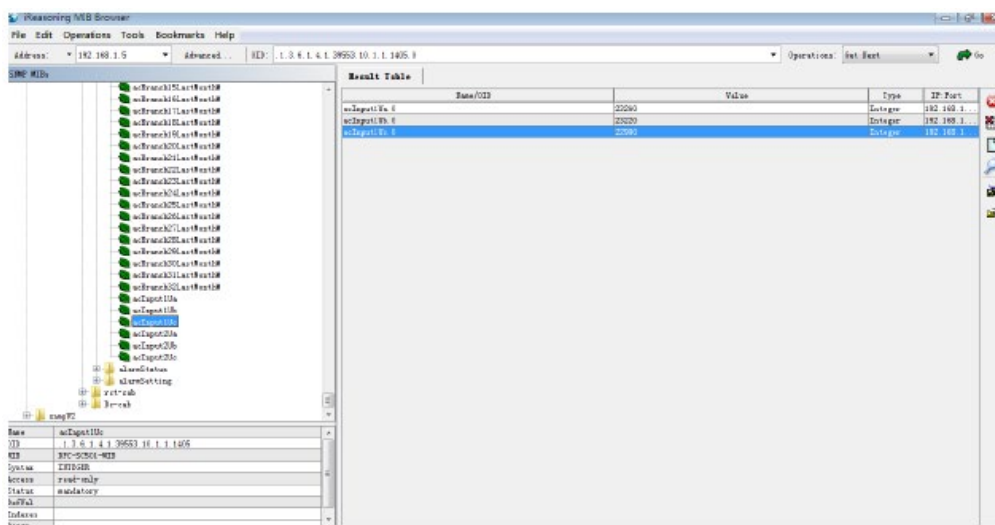 iReasoning MIB Browser
File Edit Operations Tools Bookmarks Help
Address: 192.168.1.5 Advanced... OID: .1.3.6.1.4.1.39553.10.1.1.1405.0 Operations: Get Next Go
SNMP MIBs
Result Table
Name/OID Value Type IP:Port
acInput1Ua.0 23260 Integer 192.168.1...
acInput1Ub.0 23220 Integer 192.168.1...
acInput1Uc.0 Integer 192.168.1...
acBranch15LastMonthW
acBranch16LastMonthW
acBranch17LastMonthW
acBranch18LastMonthW
acBranch19LastMonthW
acBranch20LastMonthW
acBranch21LastMonthW
acBranch22LastMonthW
acBranch23LastMonthW
acBranch24LastMonthW
acBranch25LastMonthW
acBranch26LastMonthW
acBranch27LastMonthW
acBranch28LastMonthW
acBranch29LastMonthW
acBranch30LastMonthW
acBranch31LastMonthW
acBranch32LastMonthW
acInput1Ua
acInput1Ub
acInput1Uc
acInput2Ua
acInput2Ub
acInput2Uc
alarmStatus
alarmSetting
rct-cab
snmpV2
Name acInput1Uc
OID .1.3.6.1.4.1.39553.10.1.1.1405
MIB
Syntax INTEGER
Access read-only
Status mandatory
DefVal
Indexes